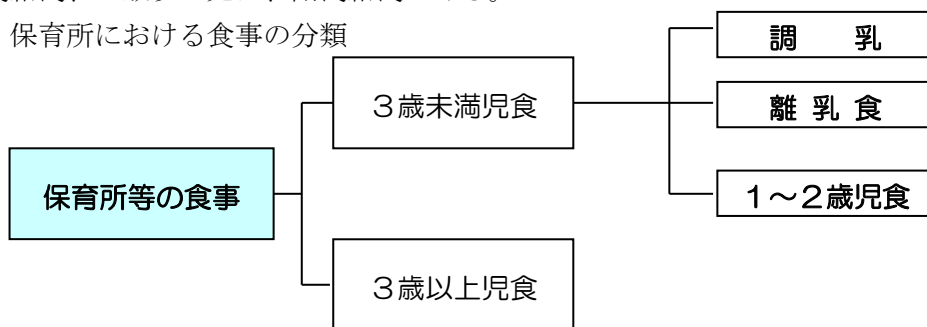 保育所における食事の分類
調　乳
３歳未満児食
離 乳 食
保育所等の食事
１～２歳児食
３歳以上児食